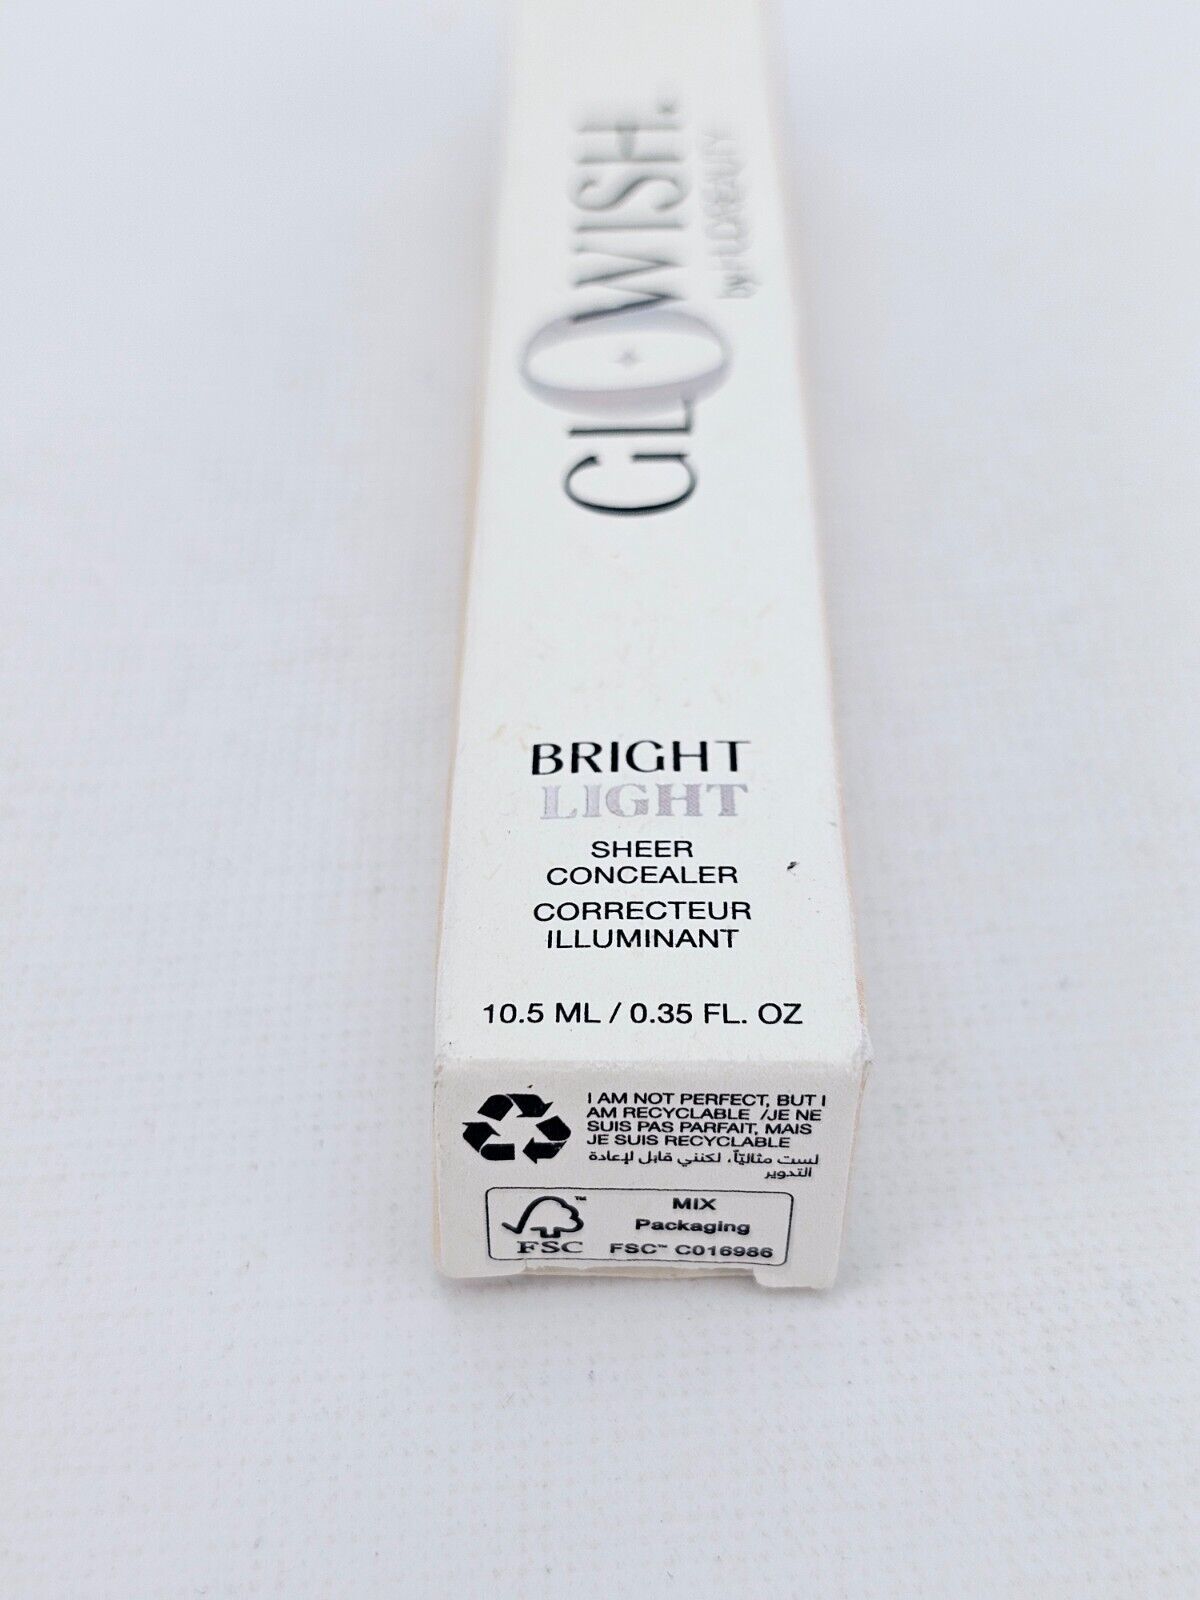 GLOWISH.
by HUDABEAUTY
BRIGHT
LIGHT
SHEER
CONCEALER
CORRECTEUR
ILLUMINANT
10.5 ML / 0.35 FL. OZ
I AM NOT PERFECT, BUT I
AM RECYCLABLE /JE NE
SUIS PAS PARFAIT, MAIS
JE SUIS RECYCLABLE
لست مثاليًا، لكنني قابل لإعادة
التدوير
MIX
Packaging
FSC™ C016986
™
FSC